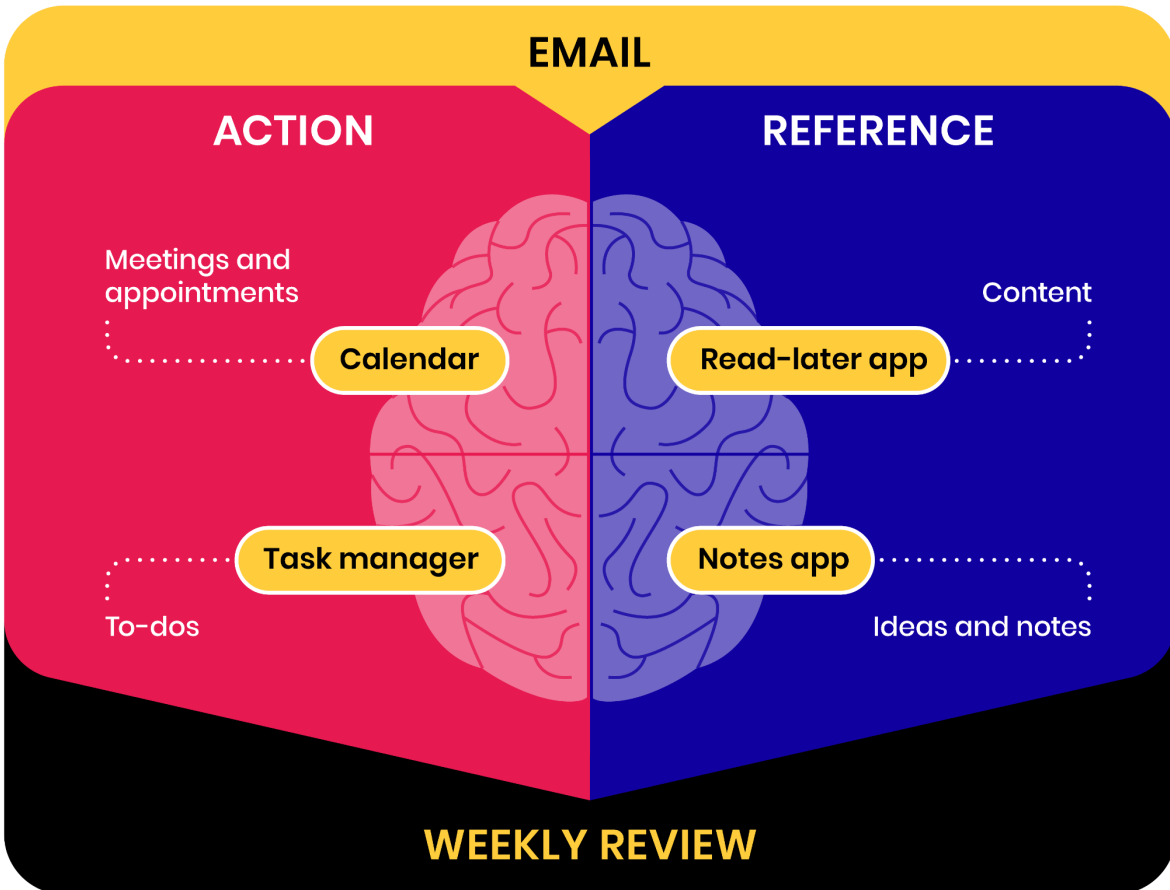 EMAIL
ACTION
REFERENCE
Meetings and
appointments
Content
Calendar
Read-later app
Task manager
Notes app
To-dos
Ideas and notes
WEEKLY REVIEW